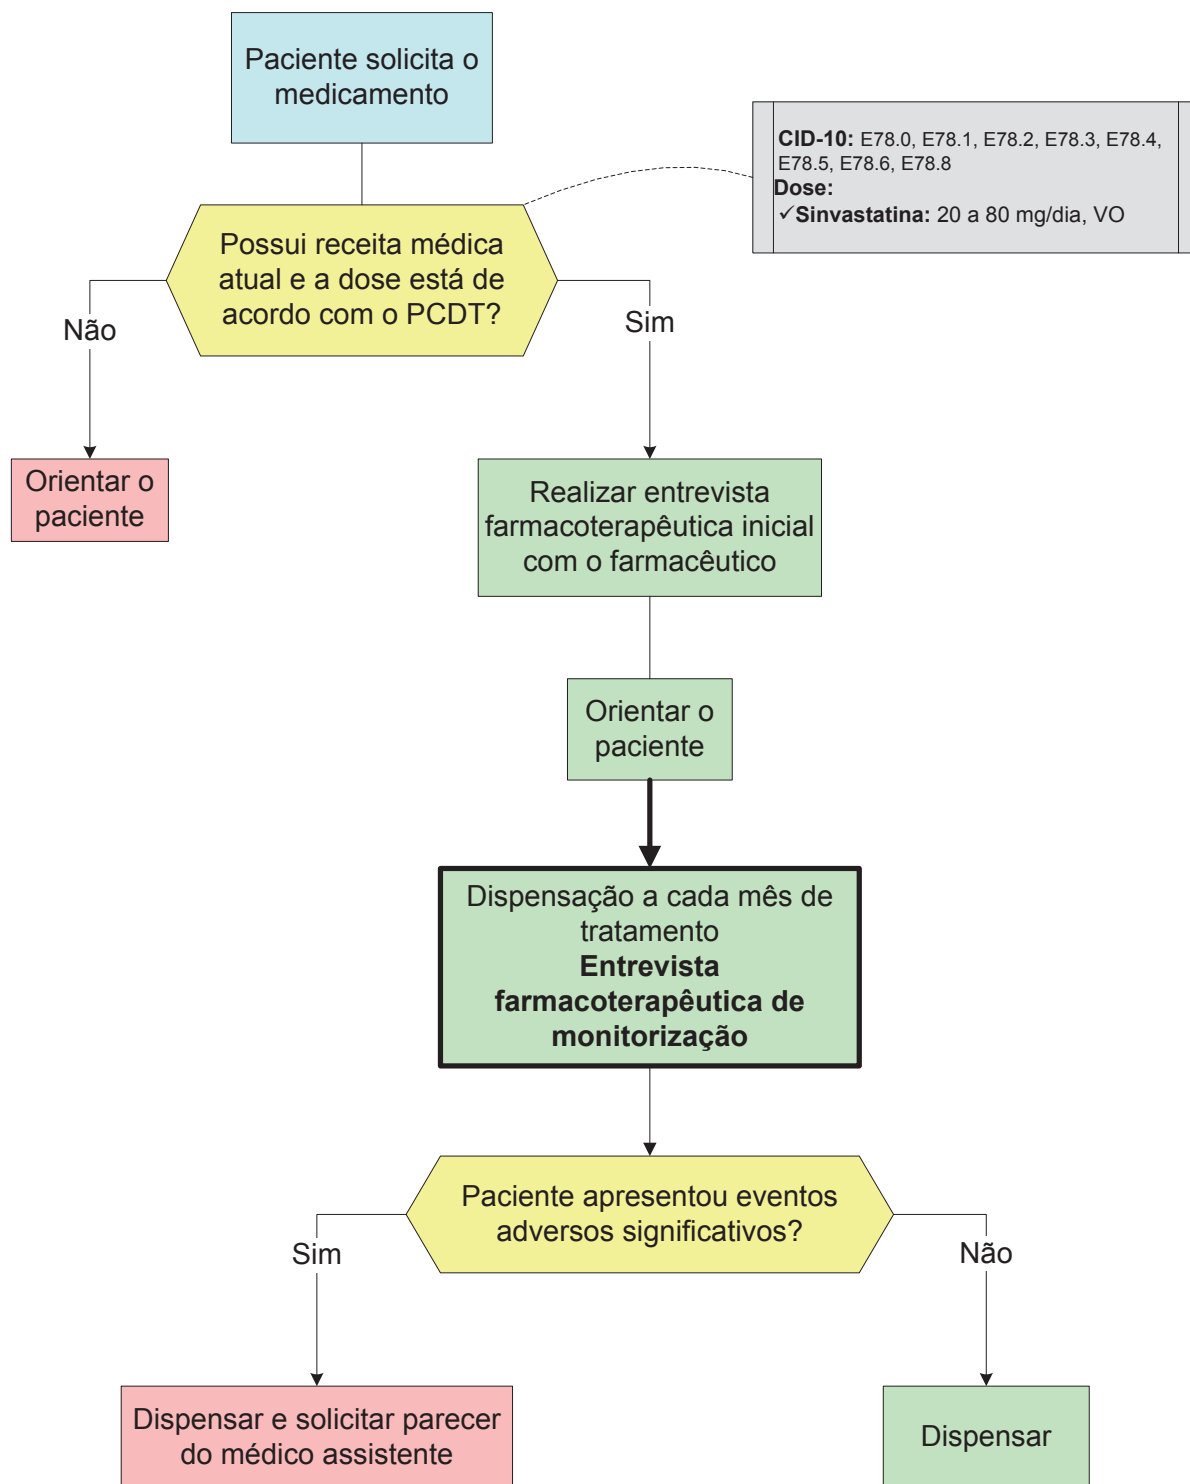 Paciente solicita o
medicamento
CID-10: E78.0, E78.1, E78.2, E78.3, E78.4,
E78.5, E78.6, E78.8
Dose:
✓Sinvastatina: 20 a 80 mg/dia, VO
Possui receita médica
atual e a dose está de
acordo com o PCDT?
Não
Sim
Orientar o
paciente
Realizar entrevista
farmacoterapêutica inicial
com o farmacêutico
Orientar o
paciente
Dispensação a cada mês de
tratamento
Entrevista
farmacoterapêutica de
monitorização
Paciente apresentou eventos
adversos significativos?
Sim
Não
Dispensar e solicitar parecer
do médico assistente
Dispensar